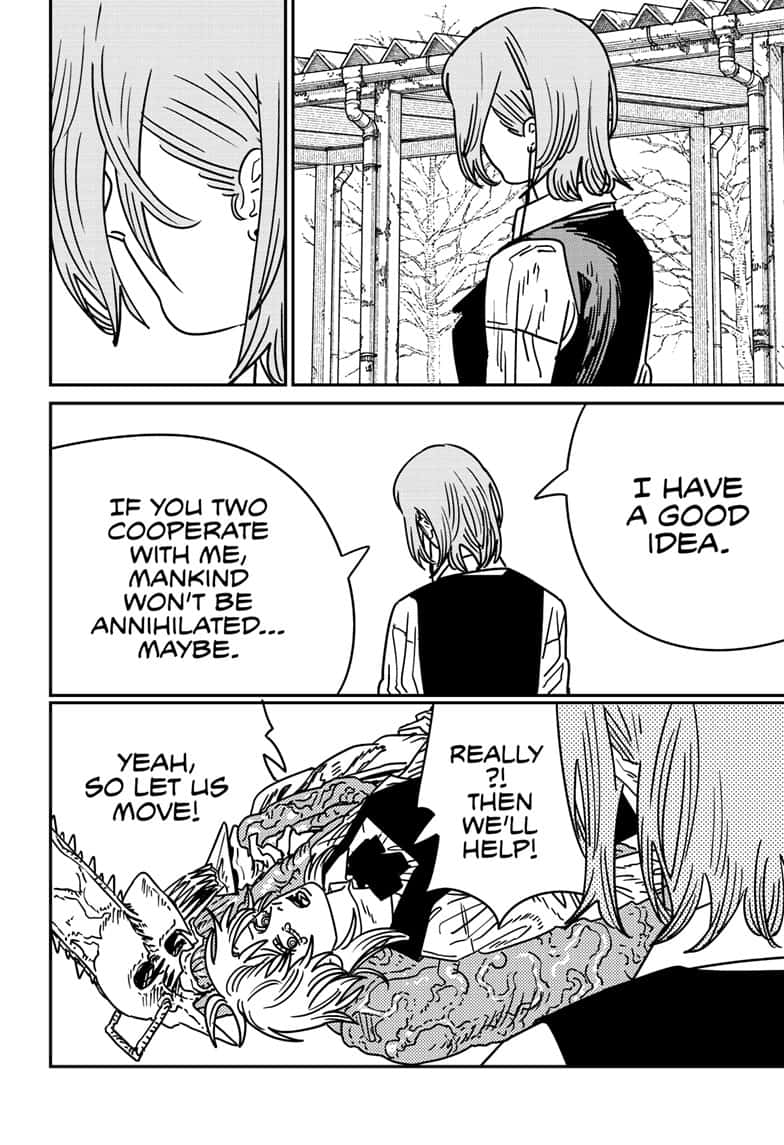 I HAVE
A GOOD
IDEA.
IF YOU TWO
COOPERATE
WITH ME,
MANKIND
WON'T BE
ANNIHILATED...
MAYBE.
REALLY
?!
THEN
WE'LL
HELP!
YEAH,
SO LET US
MOVE!